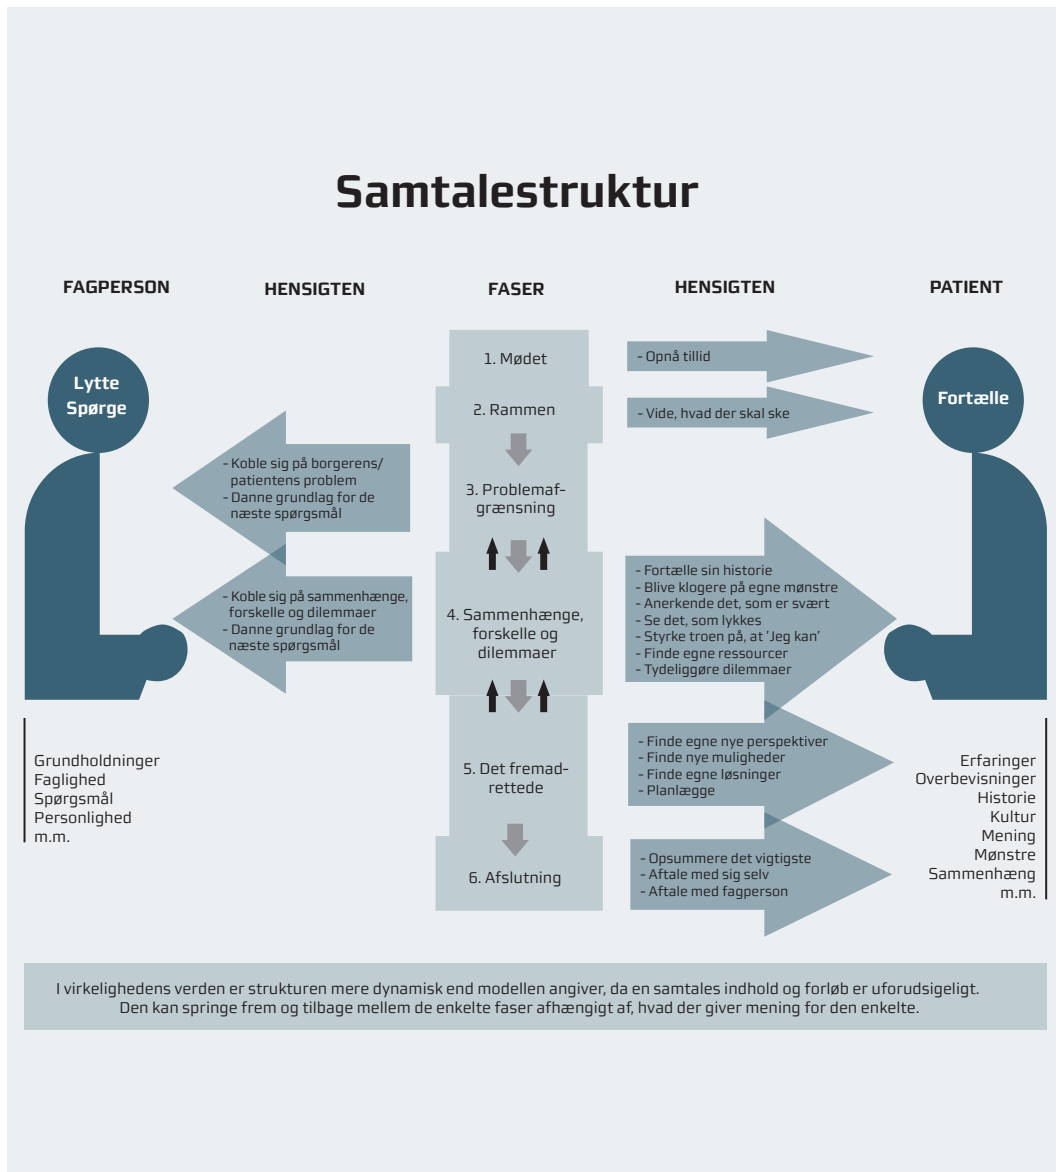 Samtalestruktur
FAGPERSON
HENSIGTEN
FASER
HENSIGTEN
PATIENT
Lytte
Spørge
Fortælle
1. Mødet
- Opnå tillid
2. Rammen
- Vide, hvad der skal ske
- Koble sig på borgerens/
patientens problem
- Danne grundlag for de
næste spørgsmål
3. Problemaf-
grænsning
- Koble sig på sammenhænge,
forskelle og dilemmaer
- Danne grundlag for de
næste spørgsmål
4. Sammenhænge,
forskelle og
dilemmaer
- Fortælle sin historie
- Blive klogere på egne mønstre
- Anerkende det, som er svært
- Se det, som lykkes
- Styrke troen på, at ’Jeg kan’
- Finde egne ressourcer
- Tydeliggøre dilemmaer
5. Det fremad-
rettede
- Finde egne nye perspektiver
- Finde nye muligheder
- Finde egne løsninger
- Planlægge
6. Afslutning
- Opsummere det vigtigste
- Aftale med sig selv
- Aftale med fagperson
Grundholdninger
Faglighed
Spørgsmål
Personlighed
m.m.
Erfaringer
Overbevisninger
Historie
Kultur
Mening
Mønstre
Sammenhæng
m.m.
I virkelighedens verden er strukturen mere dynamisk end modellen angiver, da en samtales indhold og forløb er uforudsigeligt.
Den kan springe frem og tilbage mellem de enkelte faser afhængigt af, hvad der giver mening for den enkelte.